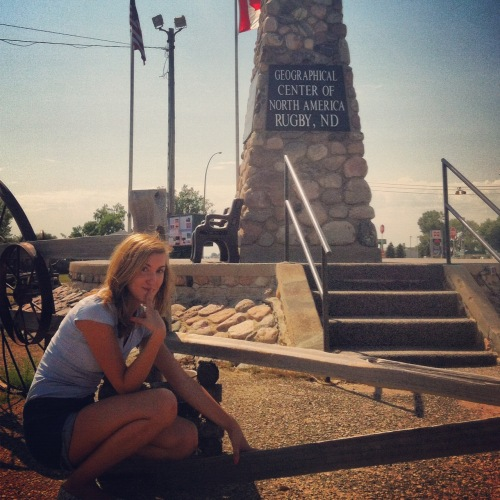 GEOGRAPHICAL
CENTER OF
NORTH AMERICA
RUGBY, ND